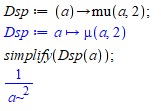 Dsp := (a)→mu(a, 2);
Dsp := a ↦ μ(a, 2)
simplify(Dsp(a));
1
a~²